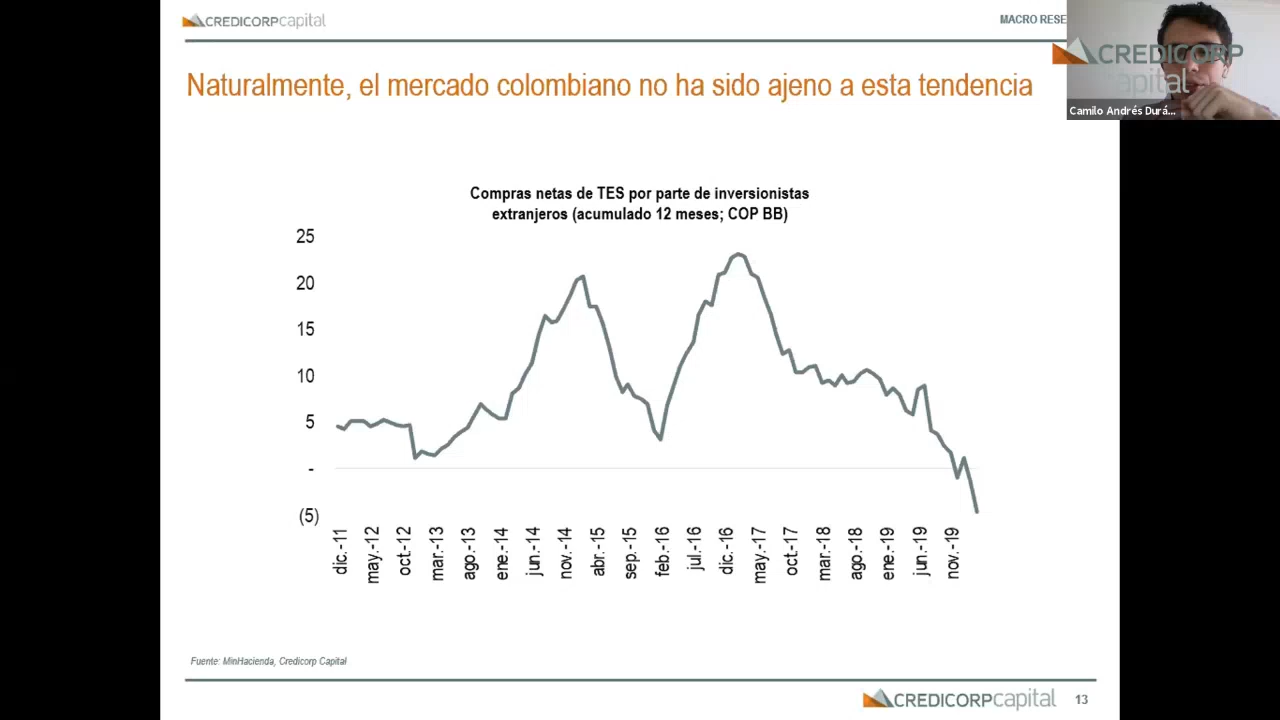 CREDICORPcapital
MACRO RESE
CREDICORP
capital
Camilo Andrés Durá...
Naturalmente, el mercado colombiano no ha sido ajeno a esta tendencia
Compras netas de TES por parte de inversionistas
extranjeros (acumulado 12 meses; COP BB)
25
20
15
10
5
-
(5)
dic.-11
may.-12
oct.-12
mar.-13
ago.-13
ene.-14
jun.-14
nov.-14
abr.-15
sep.-15
feb.-16
jul.-16
dic.-16
may.-17
oct.-17
mar.-18
ago.-18
ene.-19
jun.-19
nov.-19
Fuente: MinHacienda, Credicorp Capital
CREDICORPcapital
13